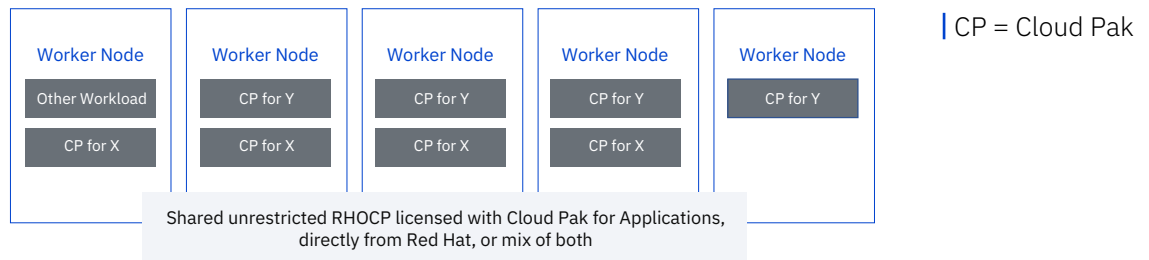 CP = Cloud Pak
Worker Node
Other Workload
CP for X
Worker Node
CP for Y
CP for X
Worker Node
CP for Y
CP for X
Worker Node
CP for Y
CP for X
Worker Node
CP for Y
Shared unrestricted RHOCP licensed with Cloud Pak for Applications,
directly from Red Hat, or mix of both